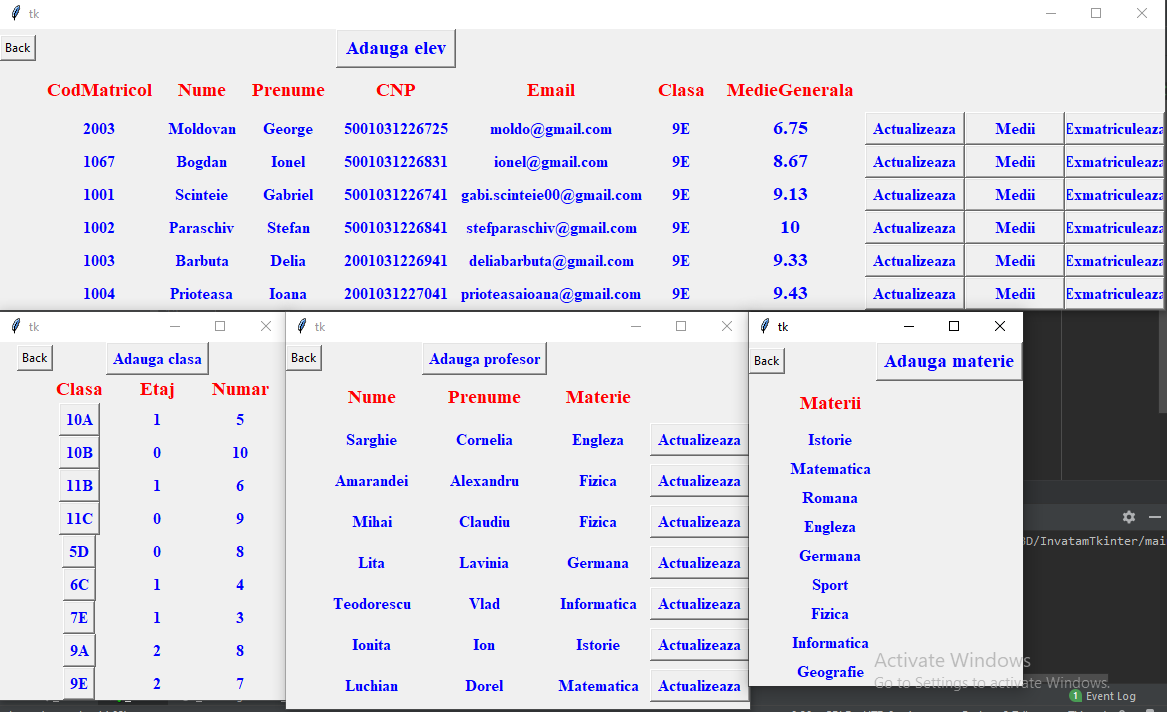 tk
Back
Adauga elev
CodMatricol Nume Prenume CNP Email Clasa MedieGenerala
2003 Moldovan George 5001031226725 moldo@gmail.com 9E 6.75 Actualizeaza Medii Exmatriculeaza
1067 Bogdan Ionel 5001031226831 ionel@gmail.com 9E 8.67 Actualizeaza Medii Exmatriculeaza
1001 Scinteie Gabriel 5001031226741 gabi.scinteie00@gmail.com 9E 9.13 Actualizeaza Medii Exmatriculeaza
1002 Paraschiv Stefan 5001031226841 stefparaschiv@gmail.com 9E 10 Actualizeaza Medii Exmatriculeaza
1003 Barbuta Delia 2001031226941 deliabarbuta@gmail.com 9E 9.33 Actualizeaza Medii Exmatriculeaza
1004 Prioteasa Ioana 2001031227041 prioteasaioana@gmail.com 9E 9.43 Actualizeaza Medii Exmatriculeaza
tk
Back
Adauga clasa
Clasa Etaj Numar
10A 1 5
10B 0 10
11B 1 6
11C 0 9
5D 0 8
6C 1 4
7E 1 3
9A 2 8
9E 2 7
tk
Back
Adauga profesor
Nume Prenume Materie
Sarghie Cornelia Engleza Actualizeaza
Amarandei Alexandru Fizica Actualizeaza
Mihai Claudiu Fizica Actualizeaza
Lita Lavinia Germana Actualizeaza
Teodorescu Vlad Informatica Actualizeaza
Ionita Ion Istorie Actualizeaza
Luchian Dorel Matematica Actualizeaza
tk
Back
Adauga materie
Materii
Istorie
Matematica
Romana
Engleza
Germana
Sport
Fizica
Informatica
Geografie
D/InvatamTkinter/mai
Activate Windows
Go to Settings to activate Windows.
1 Event Log